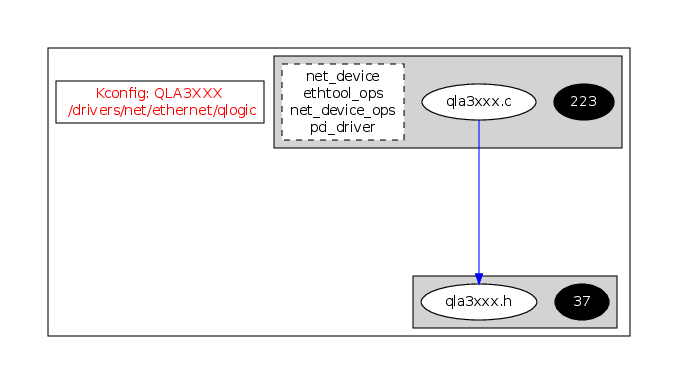 Kconfig: QLA3XXX
/drivers/net/ethernet/qlogic
net_device
ethtool_ops
net_device_ops
pci_driver
qla3xxx.c
223
qla3xxx.h
37